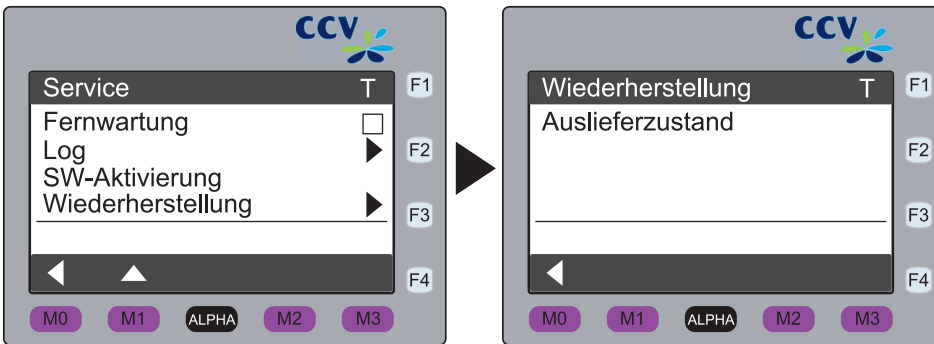 CCV
Service T
F1
Fernwartung
Log
F2
SW-Aktivierung
Wiederherstellung
F3
F4
M0 M1 ALPHA M2 M3
CCV
Wiederherstellung T
F1
Auslieferzustand
F2
F3
F4
M0 M1 ALPHA M2 M3